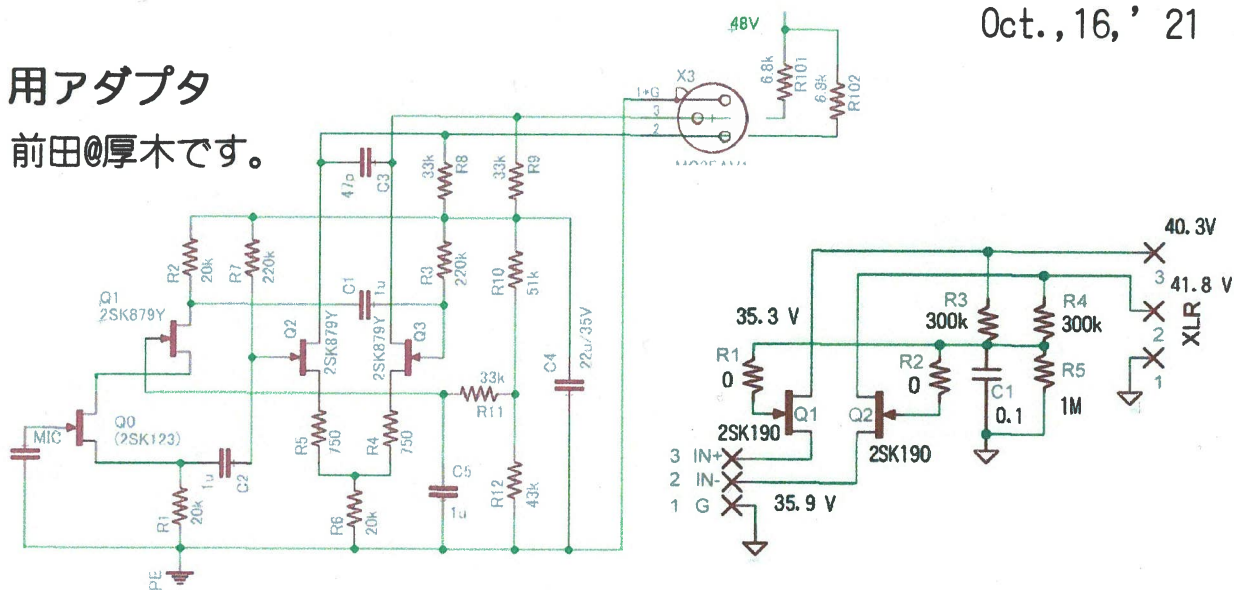 Oct.,16,’21
用アダプタ
前田@厚木です。
48V
6.8k
R101
6.9k
R102
X3
1*G
3
+
2
47p
C3
33k
R8
33k
R9
R2
20k
R7
220k
C1
1u
R3
220k
R10
51k
Q1
2SK879Y
Q2
2SK879Y
2SK879Y
Q3
C4
22u/35V
33k
R11
MIC
Q0
(2SK123)
R5
750
R4
750
1u
C2
C5
1u
R12
43k
R1
20k
R6
20k
PE
40.3V
3
41.8 V
2
XLR
1
R3
300k
R4
300k
35.3 V
R1
0
R2
0
C1
0.1
R5
1M
Q1
Q2
2SK190
2SK190
3 IN+
2 IN-
1 G
35.9 V